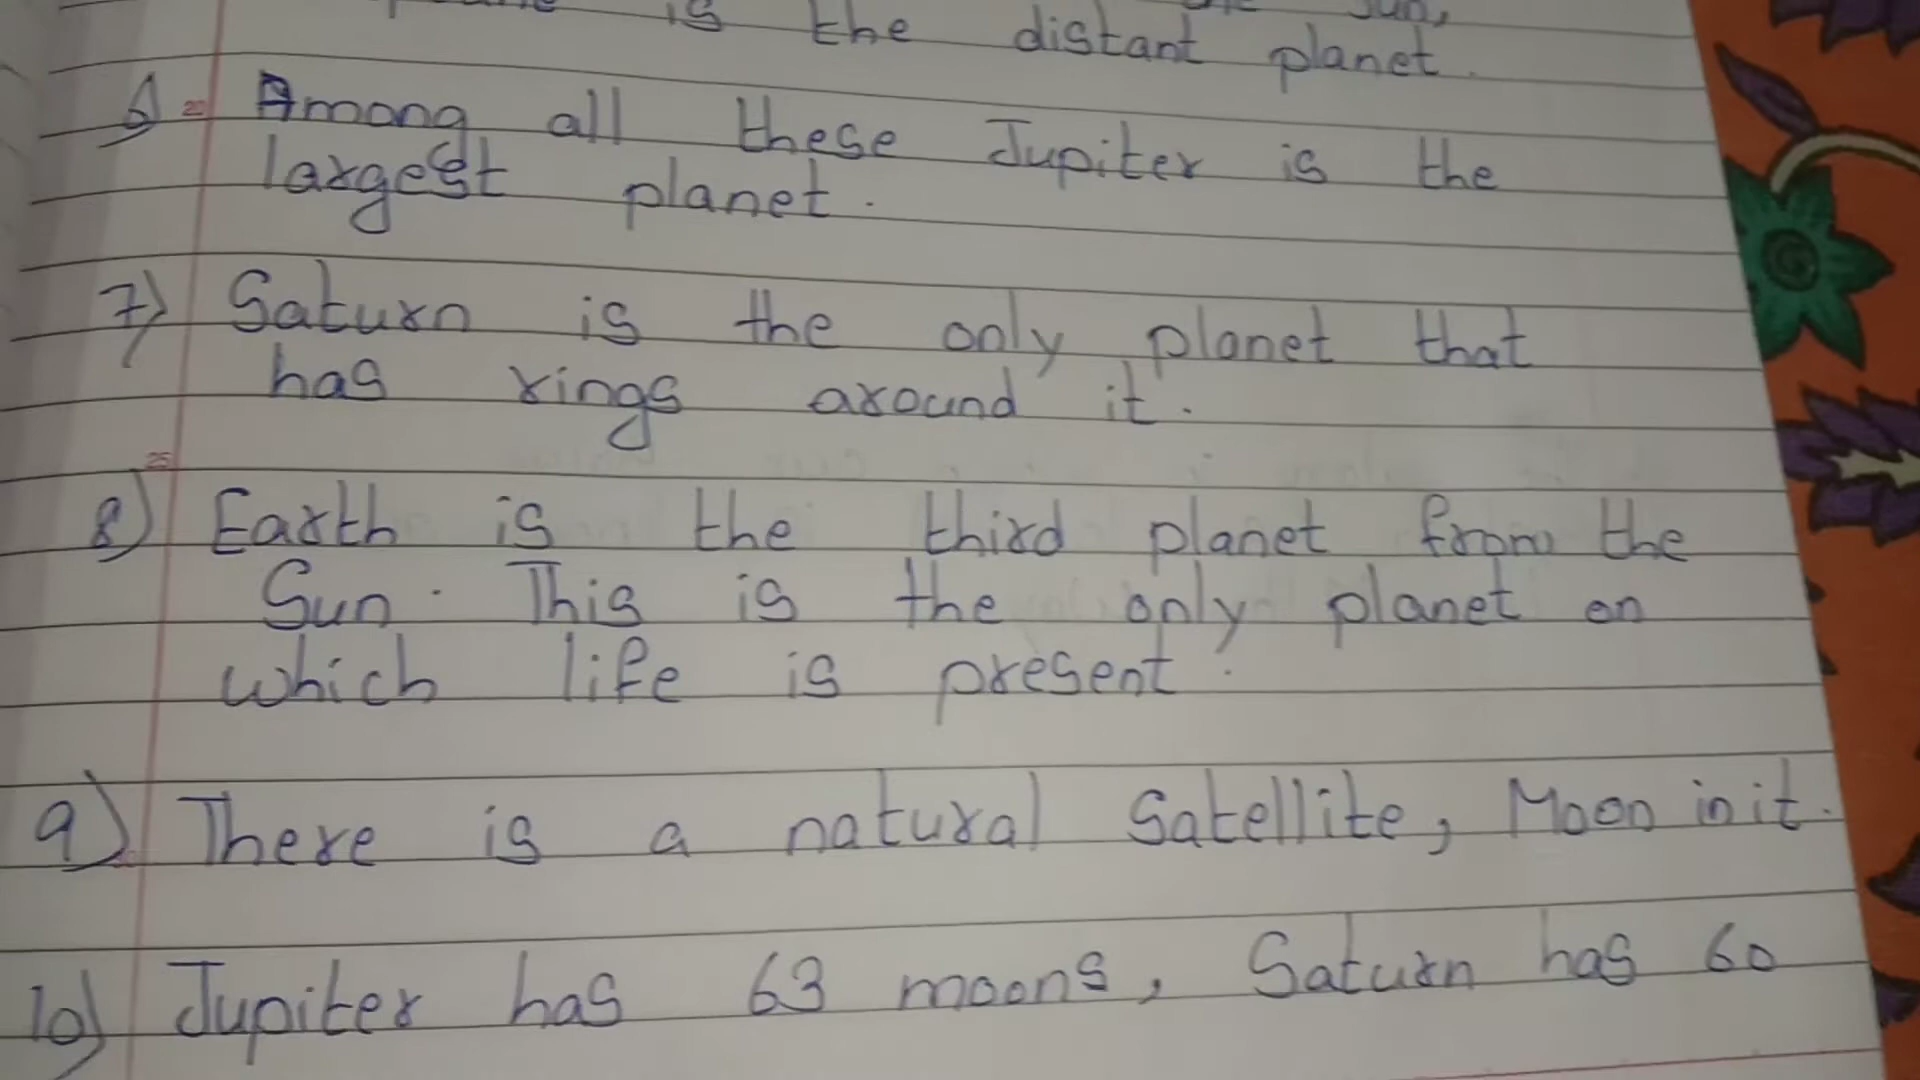 is the distant planet.
6) Among all these Jupiter is the
largest planet.
7) Saturn is the only planet that
has rings around it.
8) Earth is the third planet from the
Sun. This is the only planet on
which life is present.
9) There is a natural Satellite, Moon in it.
10) Jupiter has 63 moons, Saturn has 60